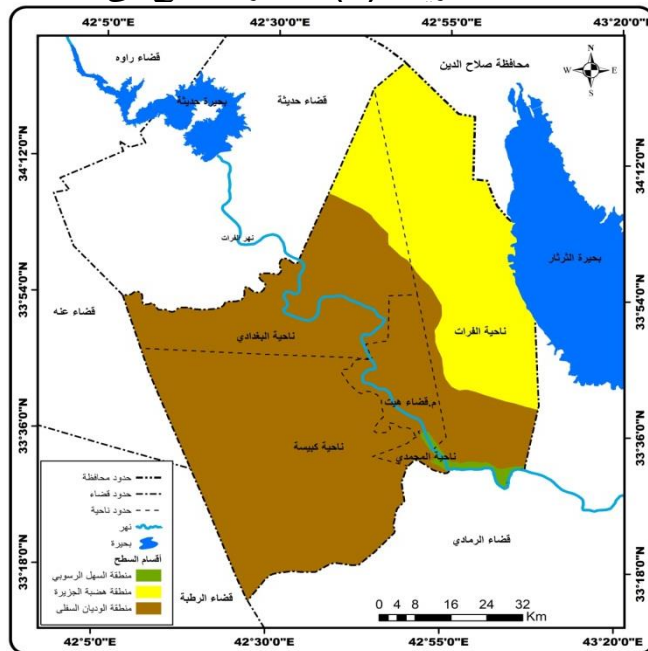 42°5'0"E 42°30'0"E 42°55'0"E 43°20'0"E
قضاء راوه
محافظة صلاح الدين
N
W E
S
بحيرة حديثة
قضاء حديثة
34°12'0"N
34°12'0"N
نهر الفرات
بحيرة الثرثار
33°54'0"N
33°54'0"N
قضاء عنه
ناحية البغدادي
ناحية الفرات
م.قضاء هيت
33°36'0"N
33°36'0"N
ناحية كبيسة
ناحية المحمدي
حدود محافظة
حدود قضاء
حدود ناحية
نهر
بحيرة
أقسام السطح
منطقة السهل الرسوبي
منطقة هضبة الجزيرة
منطقة الوديان السفلى
قضاء الرمادي
33°18'0"N
33°18'0"N
قضاء الرطبة
0 4 8 16 24 32
Km
42°5'0"E 42°30'0"E 42°55'0"E 43°20'0"E